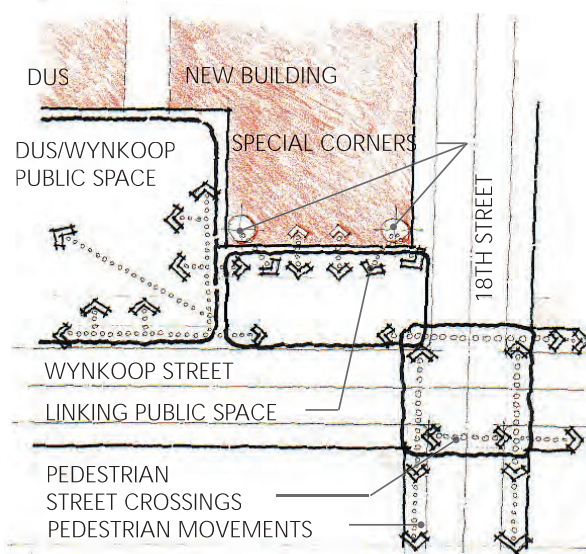 DUS
NEW BUILDING
DUS/WYNKOOP
PUBLIC SPACE
SPECIAL CORNERS
18TH STREET
WYNKOOP STREET
LINKING PUBLIC SPACE
PEDESTRIAN
STREET CROSSINGS
PEDESTRIAN MOVEMENTS